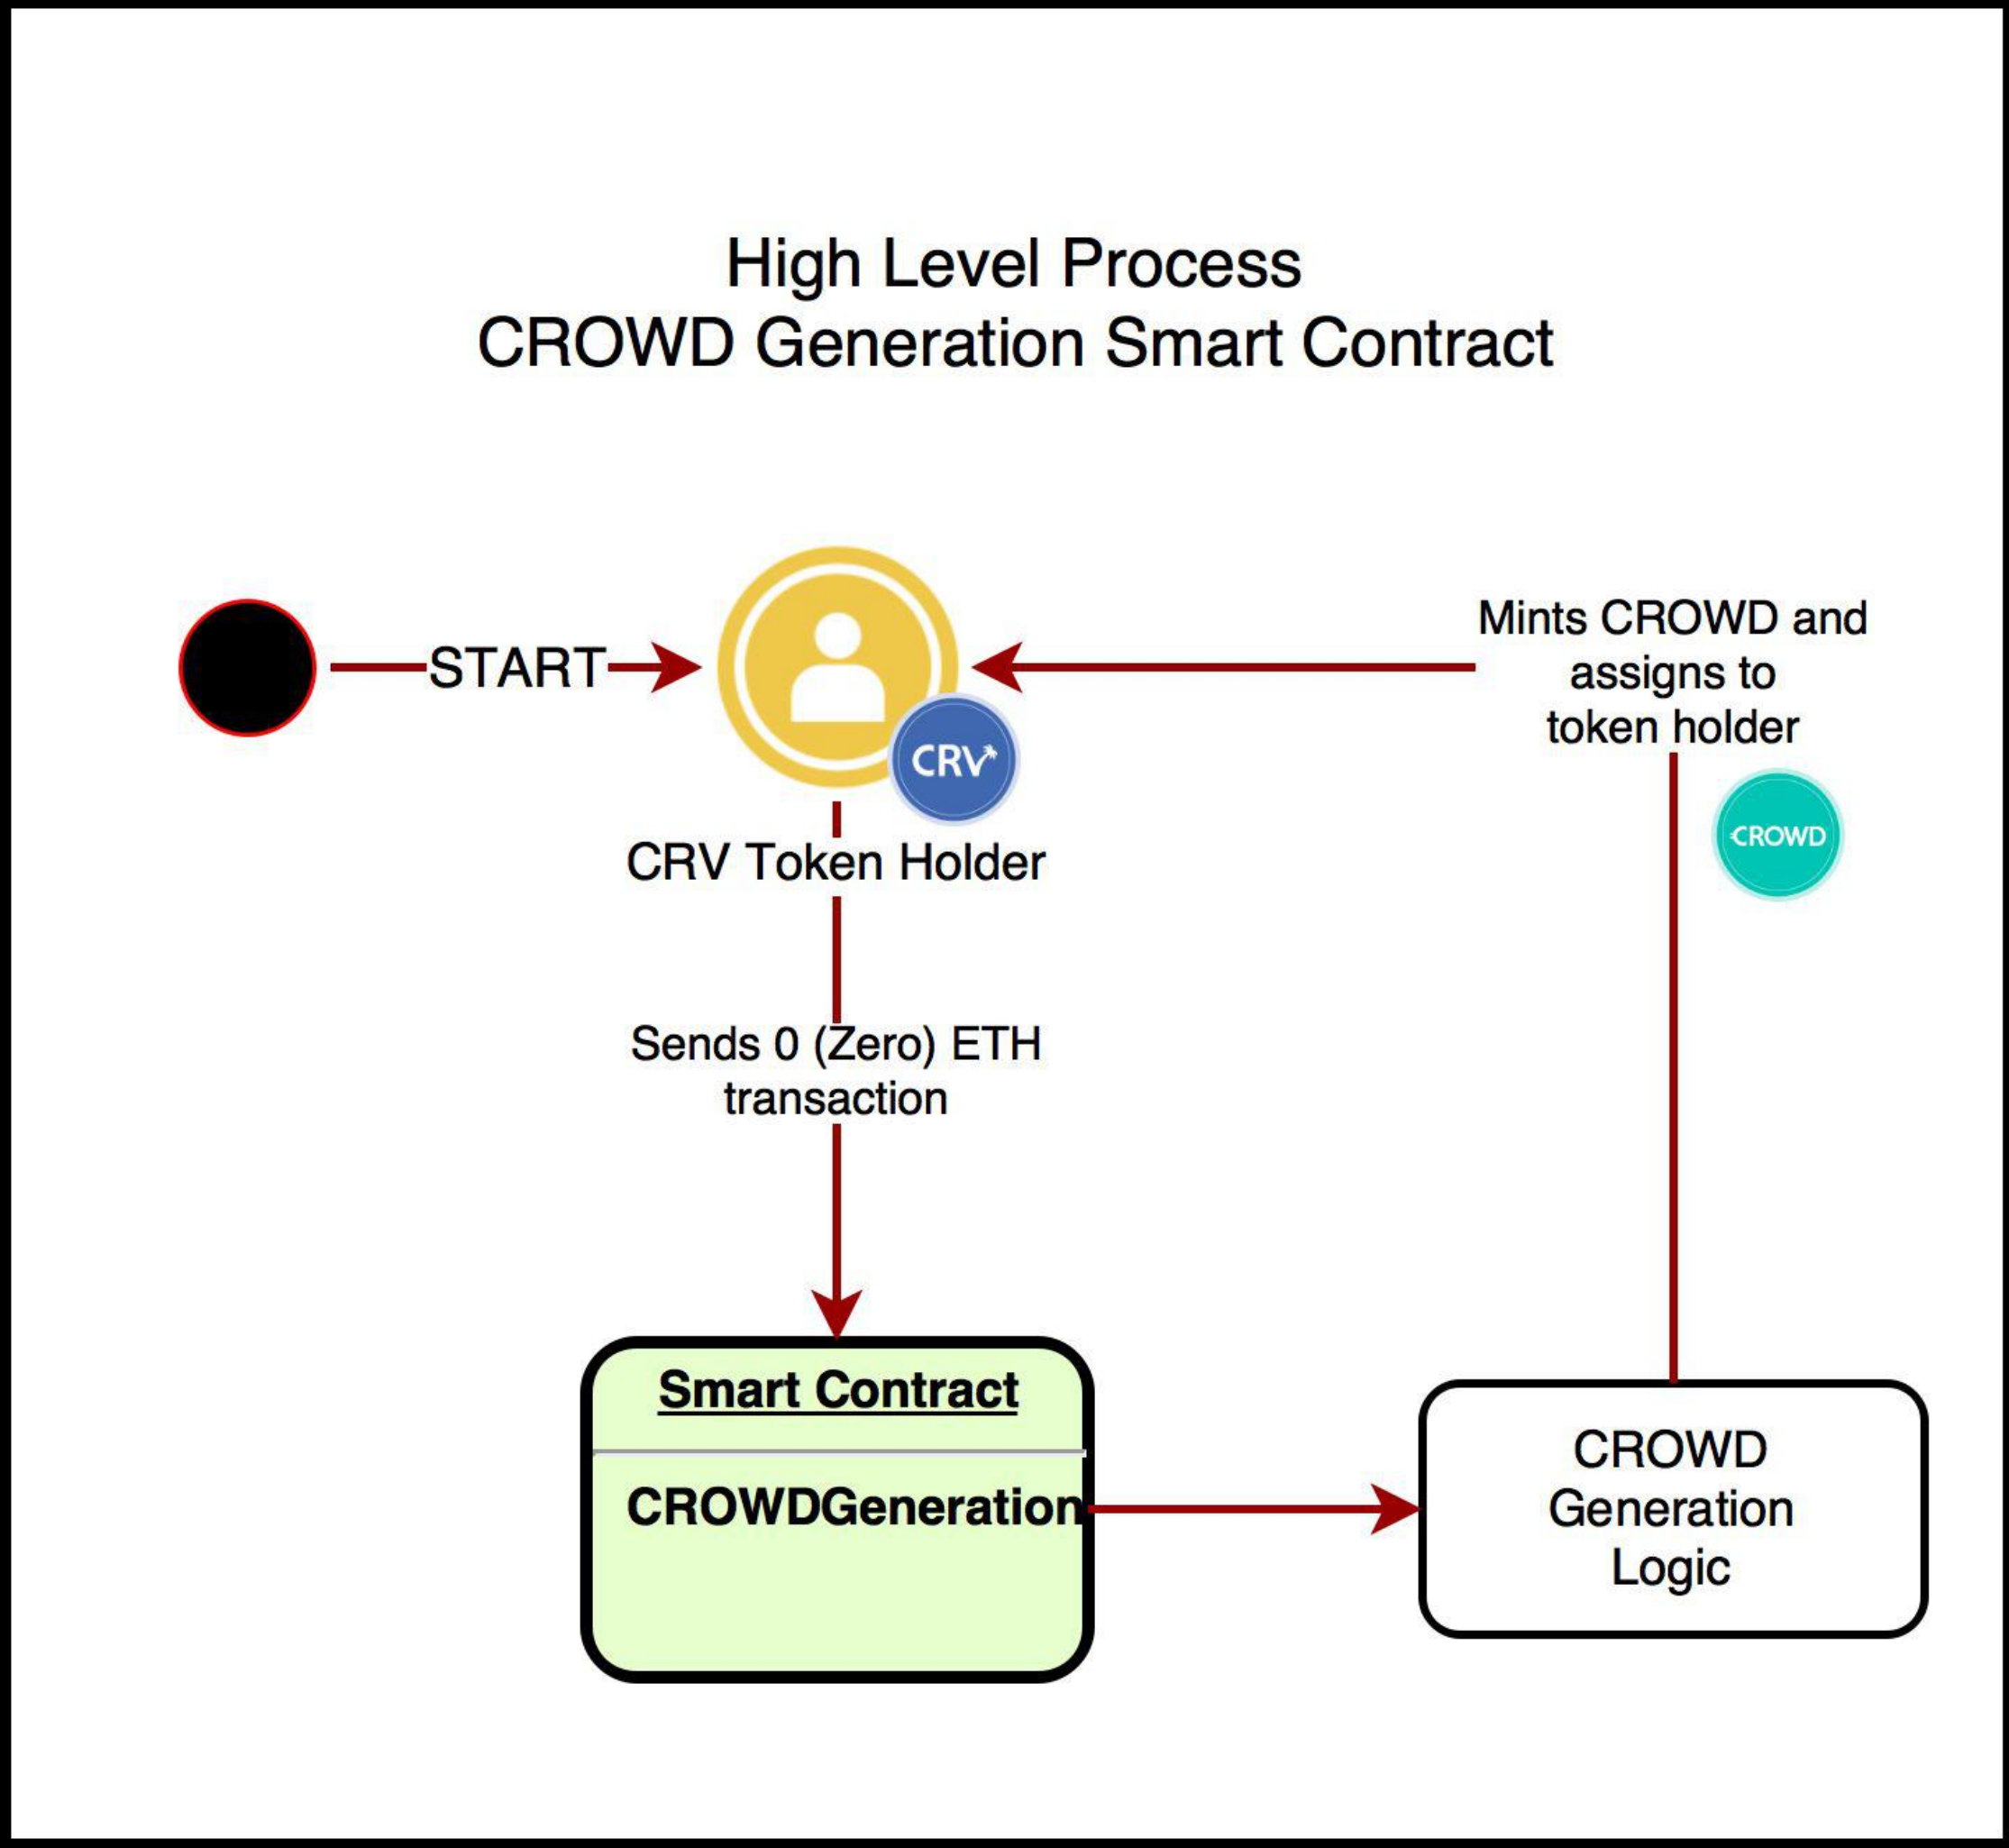 High Level Process
CROWD Generation Smart Contract
START
CRV
CRV Token Holder
Mints CROWD and
assigns to
token holder
CROWD
Sends 0 (Zero) ETH
transaction
Smart Contract
CROWDGeneration
CROWD
Generation
Logic